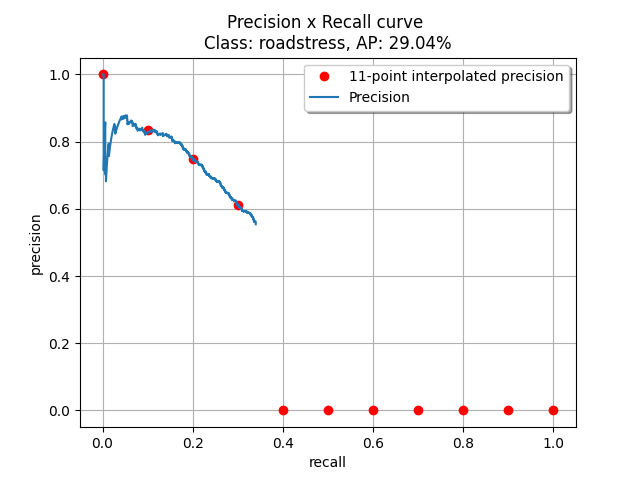 Precision x Recall curve
Class: roadstress, AP: 29.04%
11-point interpolated precision
Precision
1.0
0.8
0.6
0.4
0.2
0.0
precision
0.0 0.2 0.4 0.6 0.8 1.0
recall